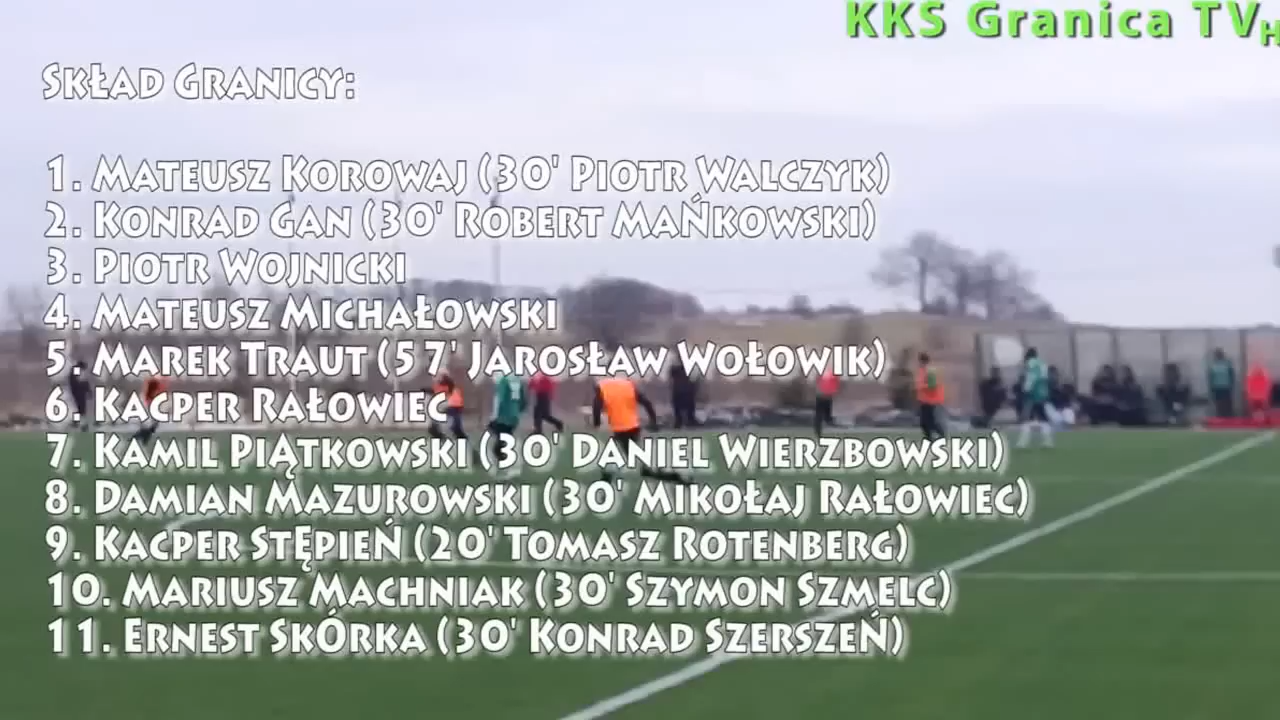 KKS Granica TV H
Skład Granicy:
1. Mateusz Korowaj (30' Piotr Walczyk)
2. Konrad Gan (30' Robert Mańkowski)
3. Piotr Wojnicki
4. Mateusz Michałowski
5. Marek Traut (57' Jarosław Wołowik)
6. Kacper Rałowiec
7. Kamil Piątkowski (30' Daniel Wierzbowski)
8. Damian Mazurowski (30' Mikołaj Rałowiec)
9. Kacper Stępień (20' Tomasz Rotenberg)
10. Mariusz Machniak (30' Szymon Szmelc)
11. Ernest Skórka (30' Konrad Szerszeń)